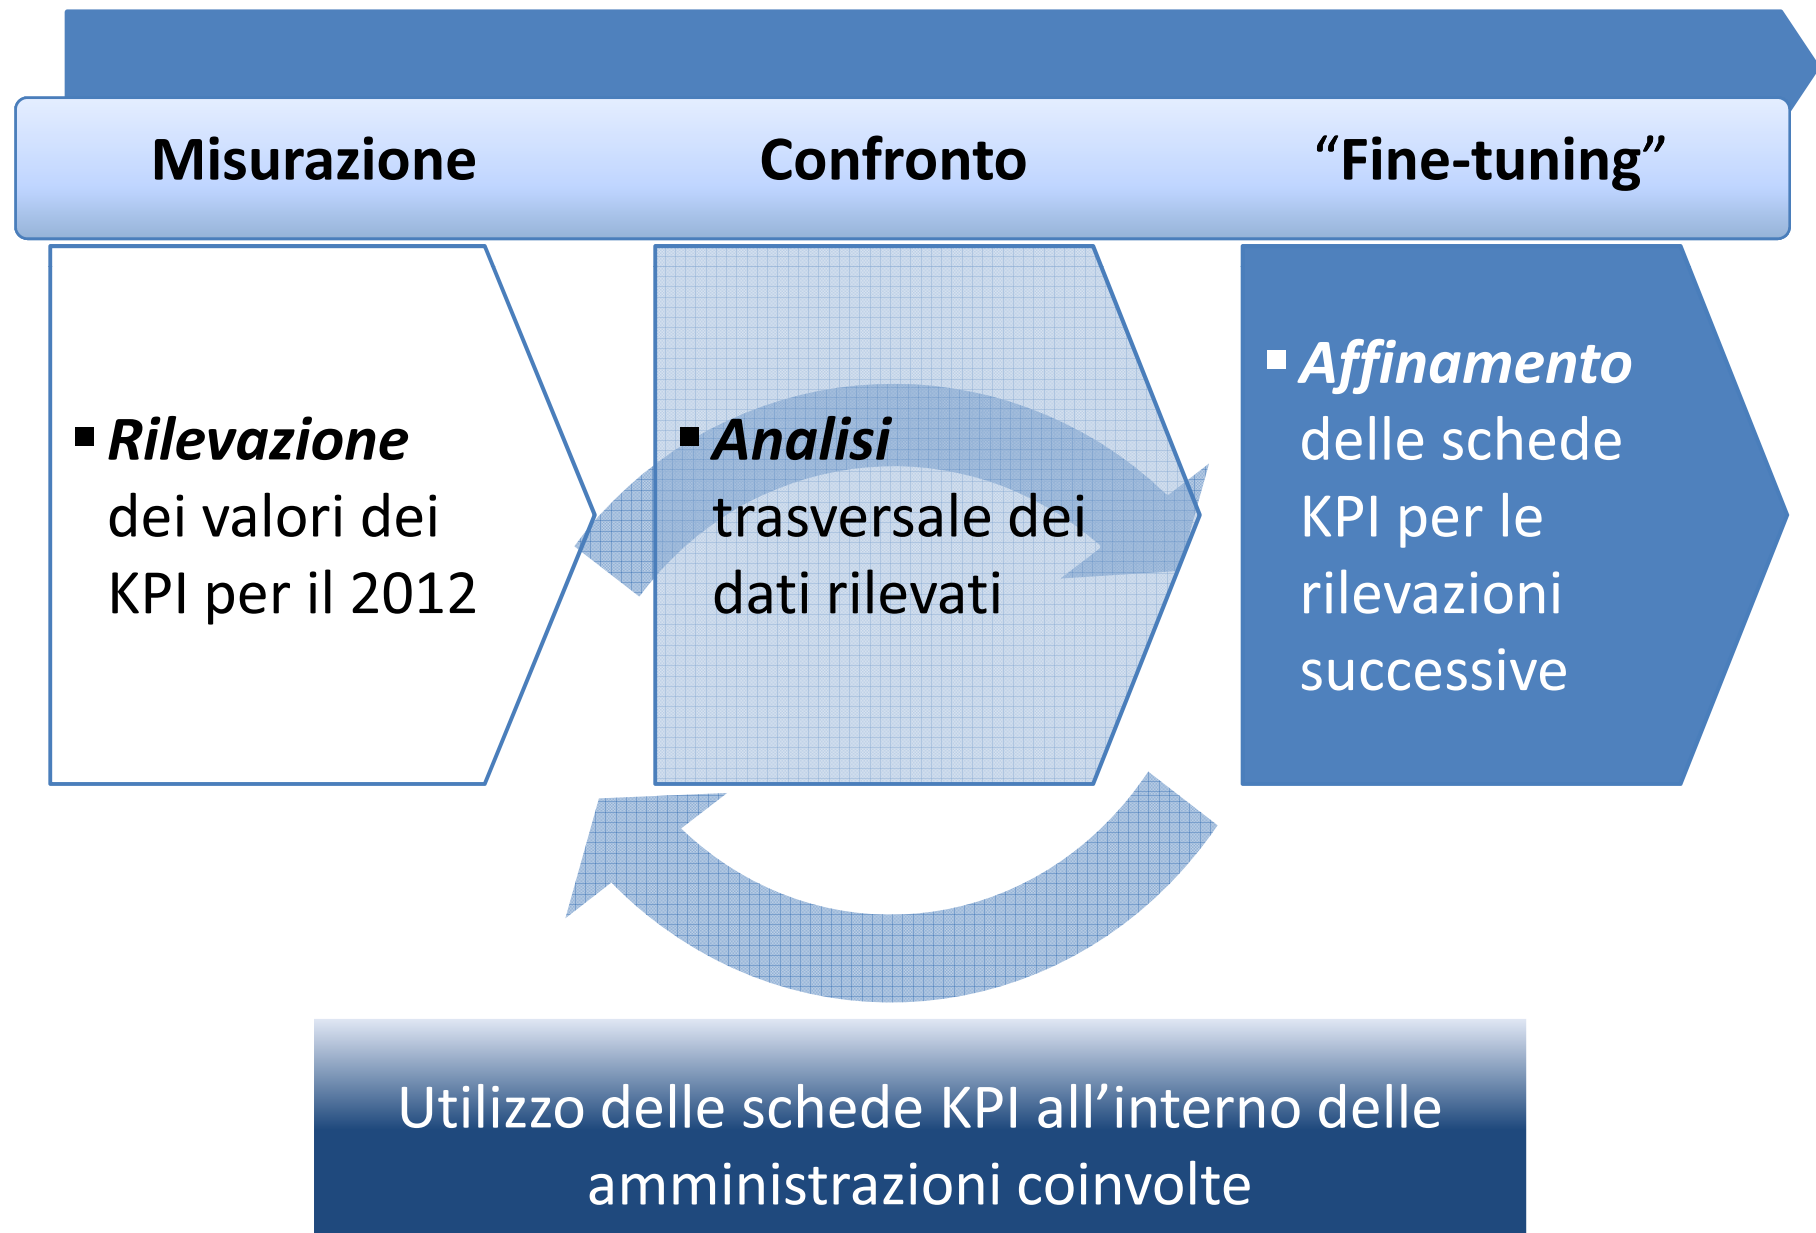 Misurazione
Confronto
“Fine-tuning”
▪ Rilevazione
dei valori dei
KPI per il 2012
▪ Analisi
trasversale dei
dati rilevati
▪ Affinamento
delle schede
KPI per le
rilevazioni
successive
Utilizzo delle schede KPI all’interno delle
amministrazioni coinvolte